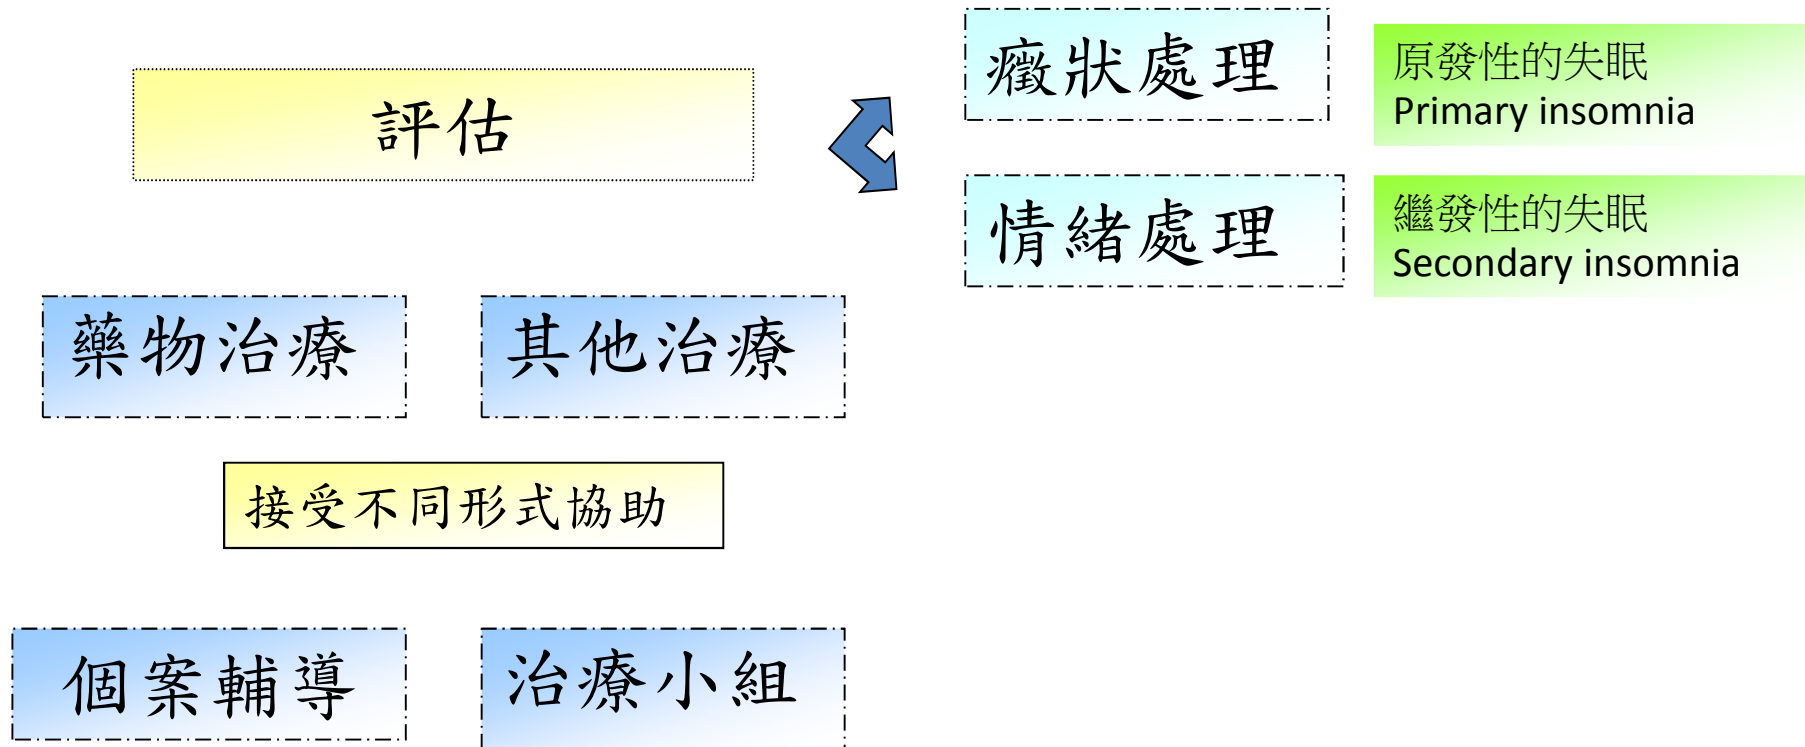 評估
癥狀處理
原發性的失眠
Primary insomnia
情緒處理
繼發性的失眠
Secondary insomnia
藥物治療
其他治療
接受不同形式協助
個案輔導
治療小組